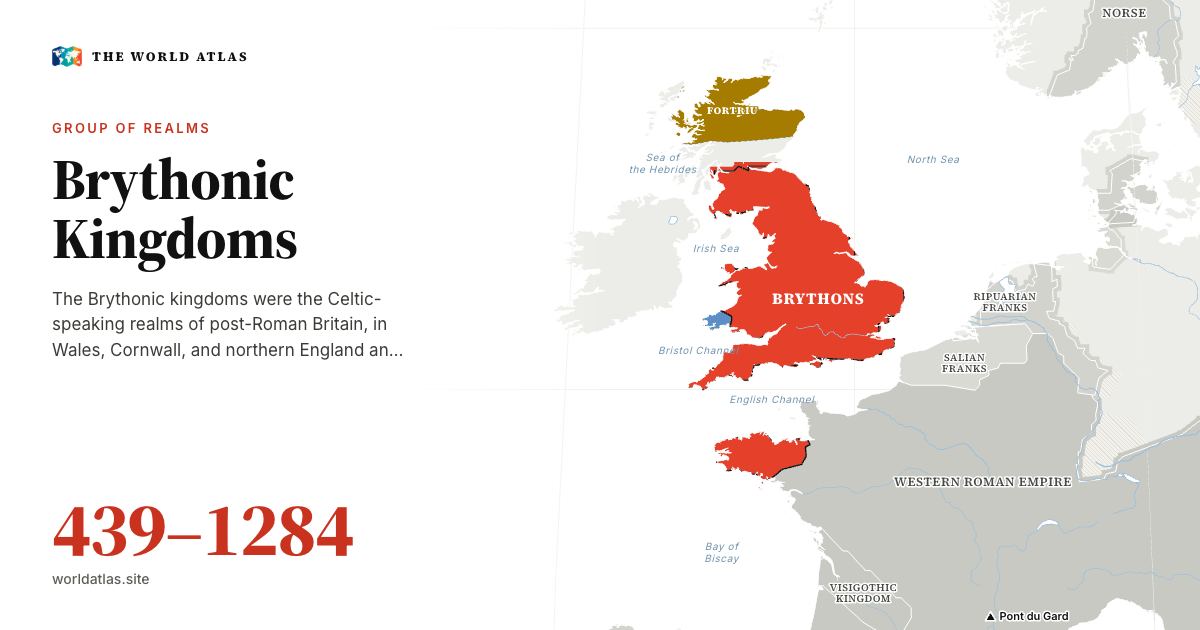 THE WORLD ATLAS
GROUP OF REALMS
Brythonic
Kingdoms
The Brythonic kingdoms were the Celtic-
speaking realms of post-Roman Britain, in
Wales, Cornwall, and northern England an...
439–1284
worldatlas.site
NORSE
FORTRIU
Sea of
the Hebrides
North Sea
Irish Sea
BRYTHONS
RIPUARIAN
FRANKS
Bristol Channel
SALIAN
FRANKS
English Channel
WESTERN ROMAN EMPIRE
Bay of
Biscay
VISIGOTHIC
KINGDOM
Pont du Gard